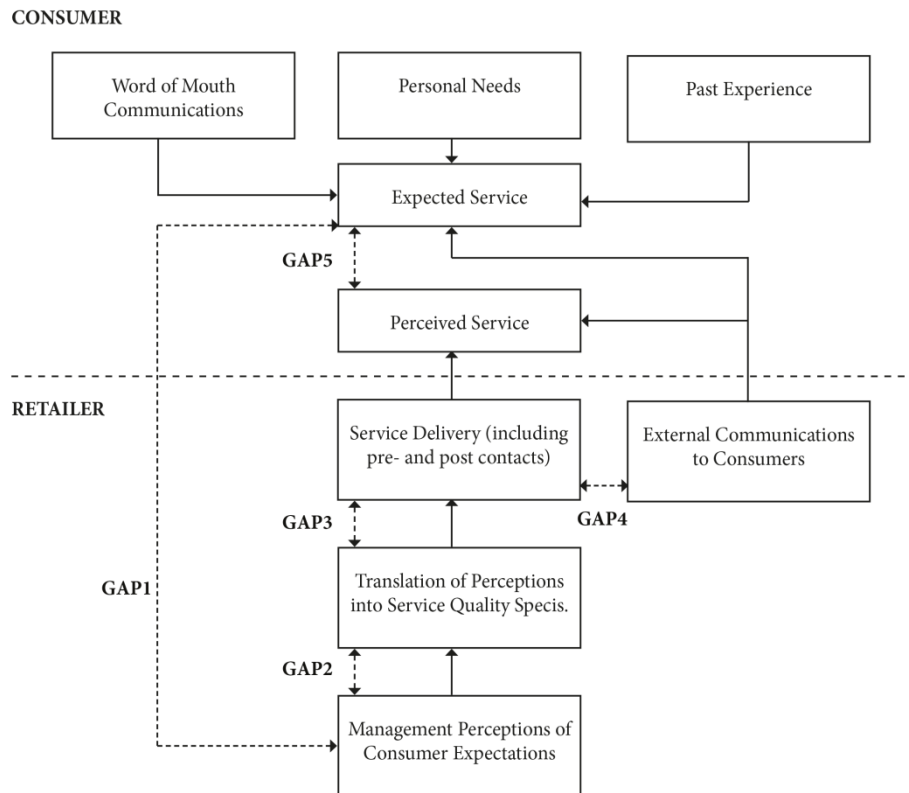 CONSUMER
Word of Mouth
Communications
Personal Needs
Past Experience
Expected Service
GAP5
Perceived Service
RETAILER
Service Delivery (including
pre- and post contacts)
External Communications
to Consumers
GAP3
GAP4
GAP1
Translation of Perceptions
into Service Quality Specis.
GAP2
Management Perceptions of
Consumer Expectations